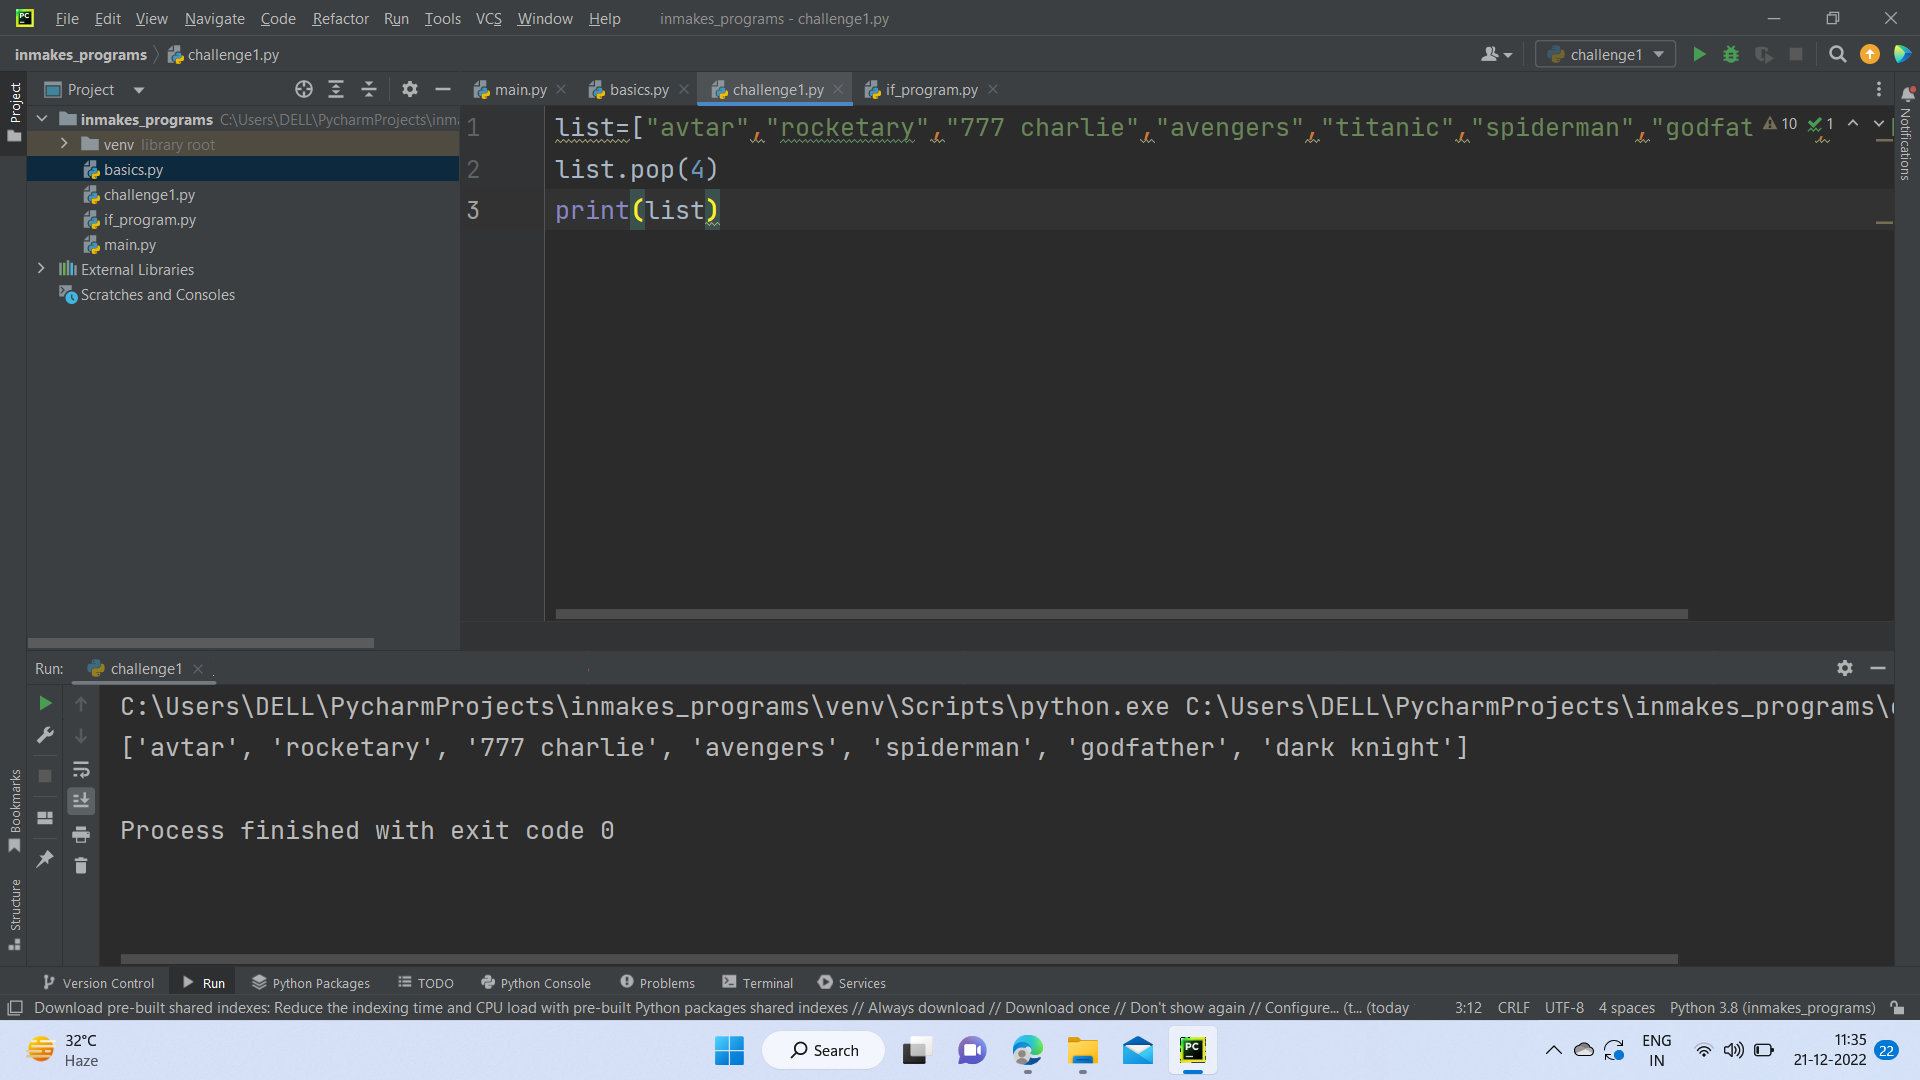 File Edit View Navigate Code Refactor Run Tools VCS Window Help inmakes_programs - challenge1.py
inmakes_programs challenge1.py challenge1
Project main.py basics.py challenge1.py if_program.py
Project
inmakes_programs C:\Users\DELL\PycharmProjects\inma
venv library root
basics.py
challenge1.py
if_program.py
main.py
External Libraries
Scratches and Consoles
1 list=["avtar","rocketary","777 charlie","avengers","titanic","spiderman","godfat 10 1
2 list.pop(4)
3 print(list)
Notifications
Run: challenge1
C:\Users\DELL\PycharmProjects\inmakes_programs\venv\Scripts\python.exe C:\Users\DELL\PycharmProjects\inmakes_programs\
['avtar', 'rocketary', '777 charlie', 'avengers', 'spiderman', 'godfather', 'dark knight']
Process finished with exit code 0
Bookmarks
Structure
Version Control Run Python Packages TODO Python Console Problems Terminal Services
Download pre-built shared indexes: Reduce the indexing time and CPU load with pre-built Python packages shared indexes // Always download // Download once // Don't show again // Configure... (t... (today 3:12 CRLF UTF-8 4 spaces Python 3.8 (inmakes_programs)
32°C
Haze
Search
ENG
IN
11:35
21-12-2022
22